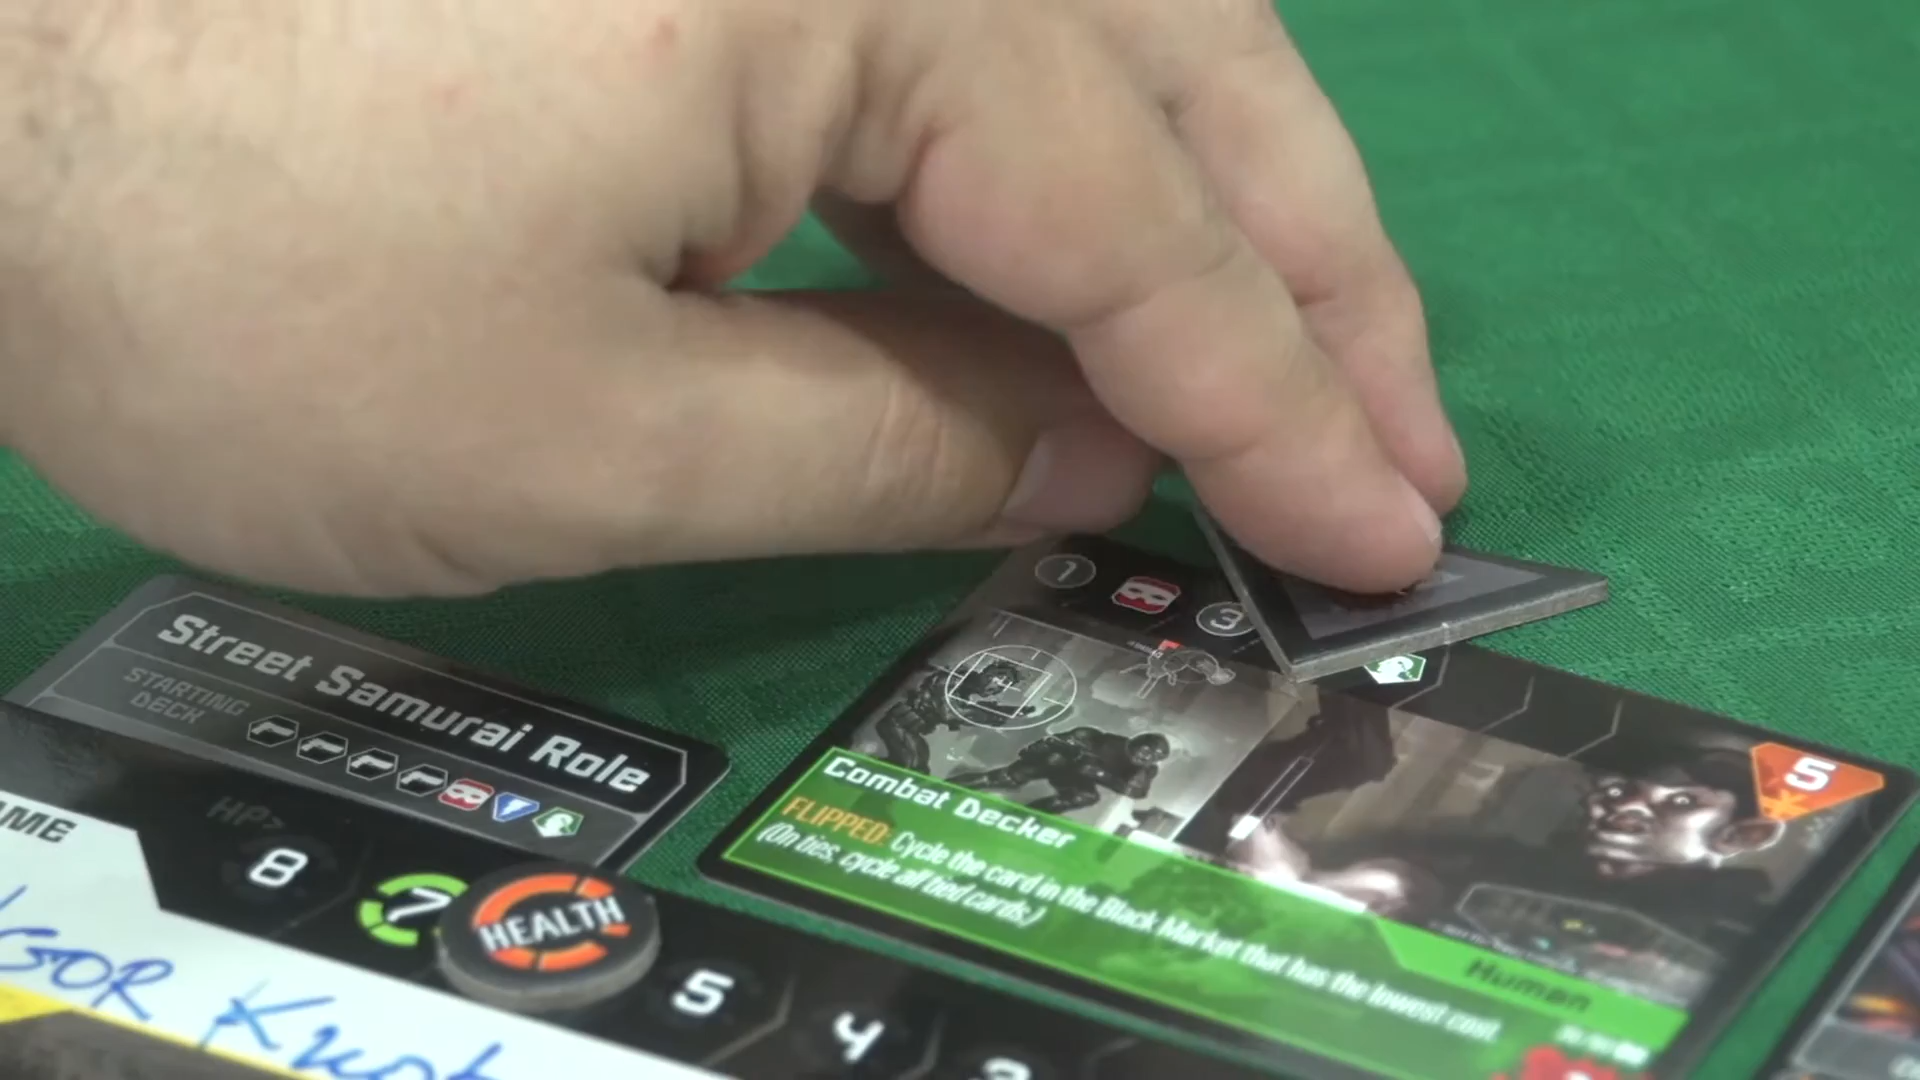 1
3
Street Samurai Role
STARTING
DECK
5
Combat Decker
FLIPPED: Cycle the card in the Black Market that has the lowest cost.
(On ties, cycle all tied cards.)
Human
HP>
8
7
HEALTH
5
4
3
AME